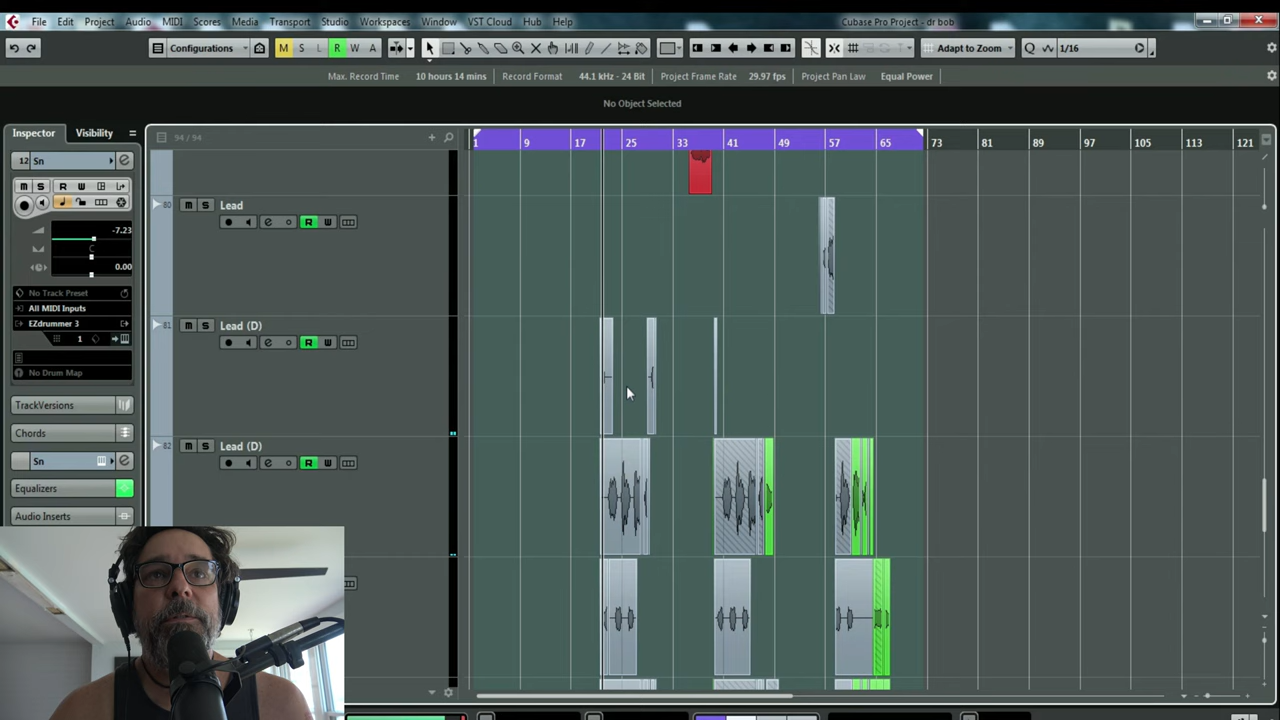 File Edit Project Audio MIDI Scores Media Transport Studio Workspaces Window VST Cloud Hub Help
Cubase Pro Project - dr bob
Configurations M S L R W A Adapt to Zoom Q 1/16
Max. Record Time 10 hours 14 mins Record Format 44.1 kHz - 24 Bit Project Frame Rate 29.97 fps Project Pan Law Equal Power
No Object Selected
Inspector Visibility
94 / 94
1 9 17 25 33 41 49 57 65 73 81 89 97 105 113 121
12 Sn
M S R W
-7.23
C
0.00
No Track Preset
All MIDI Inputs
EZdrummer 3
1
No Drum Map
TrackVersions
Chords
Sn
Equalizers
Audio Inserts
80 M S Lead
R W
81 M S Lead (D)
R W
82 M S Lead (D)
R W